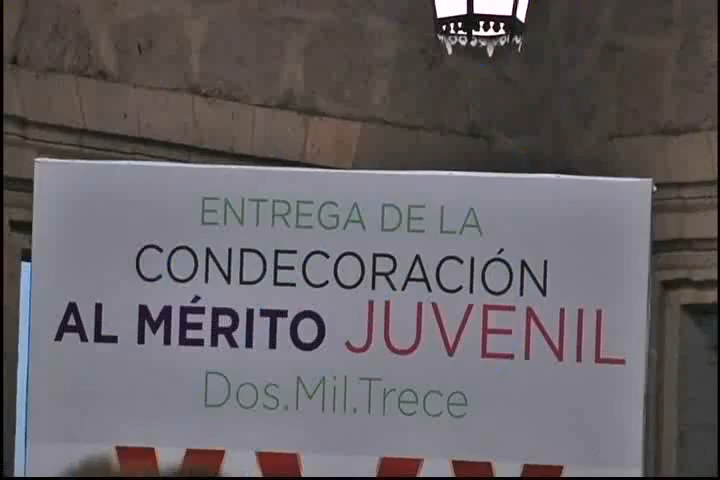 ENTREGA DE LA
CONDECORACIÓN
AL MÉRITO JUVENIL
Dos.Mil.Trece